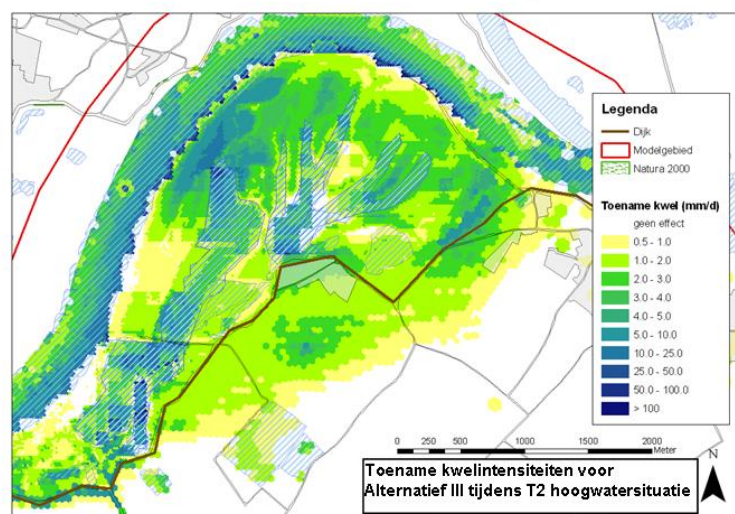 Legenda
Dijk
Modelgebied
Natura 2000
Toename kwel (mm/d)
geen effect
0.5 - 1.0
1.0 - 2.0
2.0 - 3.0
3.0 - 4.0
4.0 - 5.0
5.0 - 10.0
10.0 - 25.0
25.0 - 50.0
50.0 - 100.0
> 100
0 250 500 1000 1500 2000
Meter
N
Toename kwelintensiteiten voor
Alternatief III tijdens T2 hoogwatersituatie